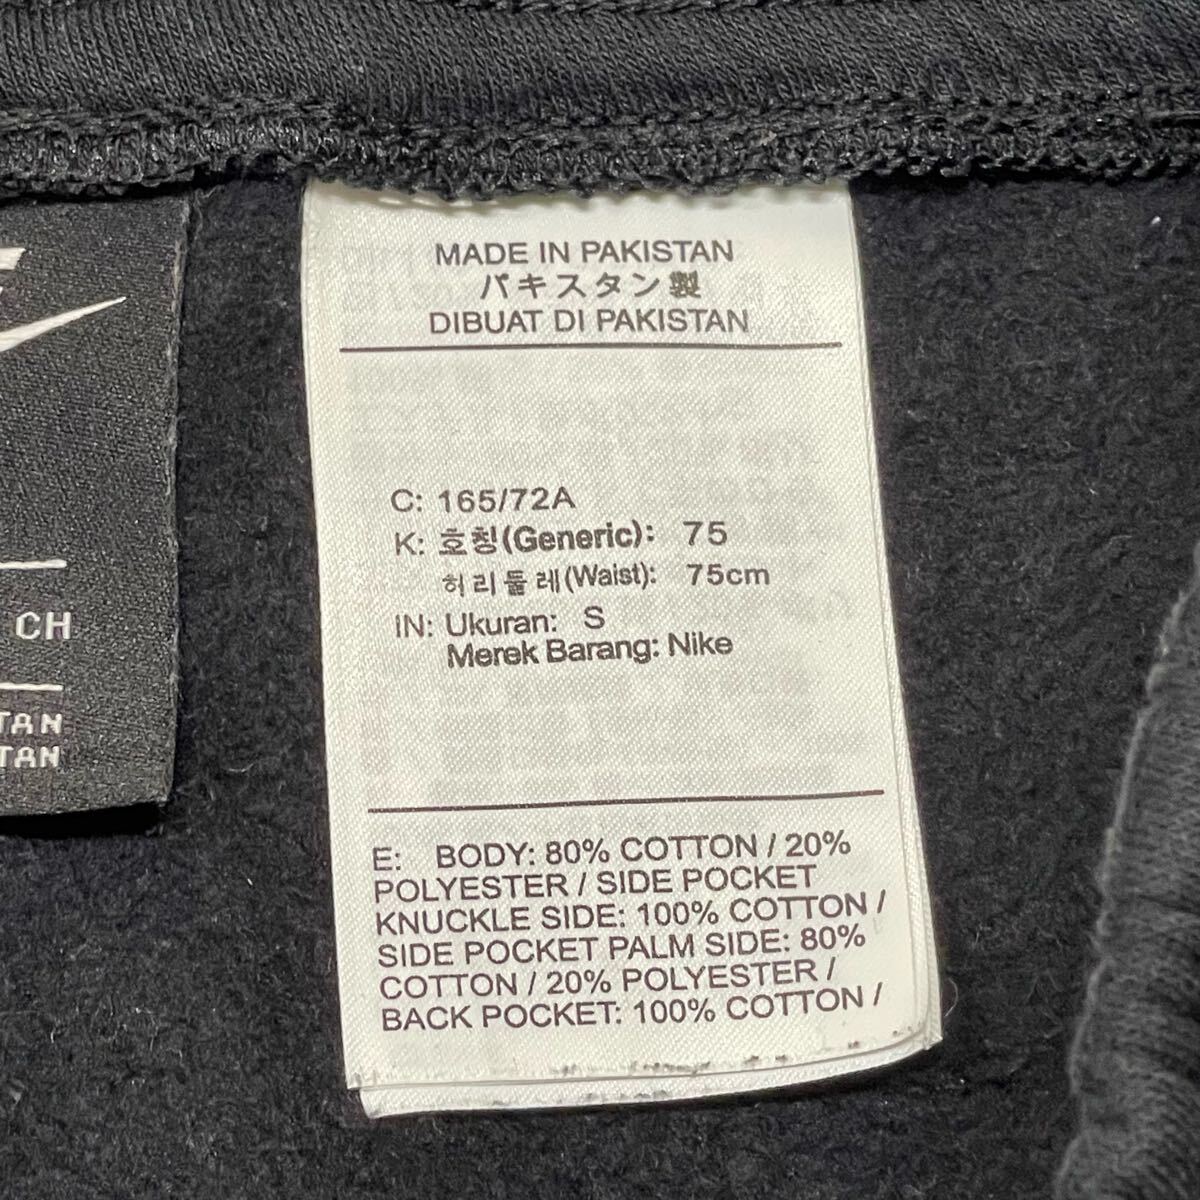 MADE IN PAKISTAN
パキスタン製
DIBUAT DI PAKISTAN
C: 165/72A
K: 호칭(Generic): 75
허리둘레(Waist): 75cm
IN: Ukuran: S
Merek Barang: Nike
E: BODY: 80% COTTON / 20%
POLYESTER / SIDE POCKET
KNUCKLE SIDE: 100% COTTON /
SIDE POCKET PALM SIDE: 80%
COTTON / 20% POLYESTER /
BACK POCKET: 100% COTTON /
CH
TAN
TAN